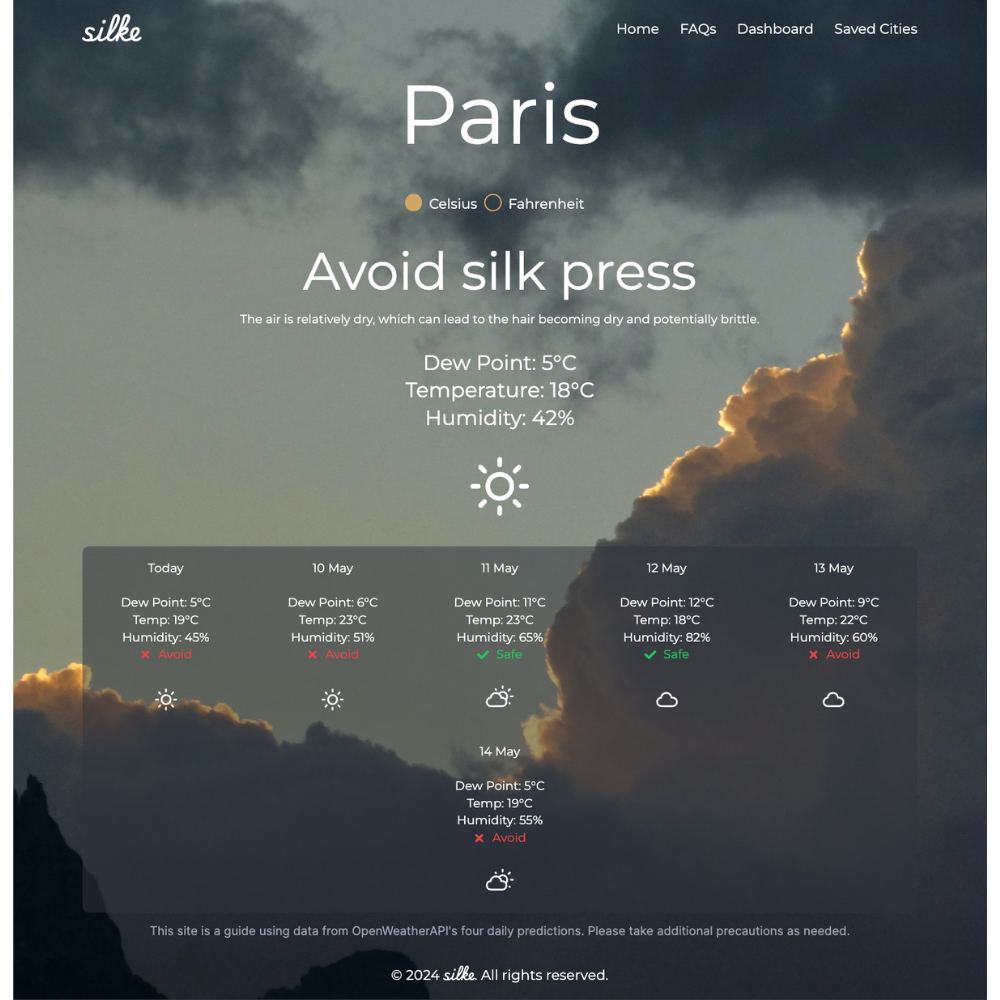 silke
Home FAQs Dashboard Saved Cities
Paris
Celsius Fahrenheit
Avoid silk press
The air is relatively dry, which can lead to the hair becoming dry and potentially brittle.
Dew Point: 5°C
Temperature: 18°C
Humidity: 42%
Today
Dew Point: 5°C
Temp: 19°C
Humidity: 45%
Avoid
10 May
Dew Point: 6°C
Temp: 23°C
Humidity: 51%
Avoid
11 May
Dew Point: 11°C
Temp: 23°C
Humidity: 65%
Safe
12 May
Dew Point: 12°C
Temp: 18°C
Humidity: 82%
Safe
13 May
Dew Point: 9°C
Temp: 22°C
Humidity: 60%
Avoid
14 May
Dew Point: 5°C
Temp: 19°C
Humidity: 55%
Avoid
This site is a guide using data from OpenWeatherAPI's four daily predictions. Please take additional precautions as needed.
© 2024 silke. All rights reserved.